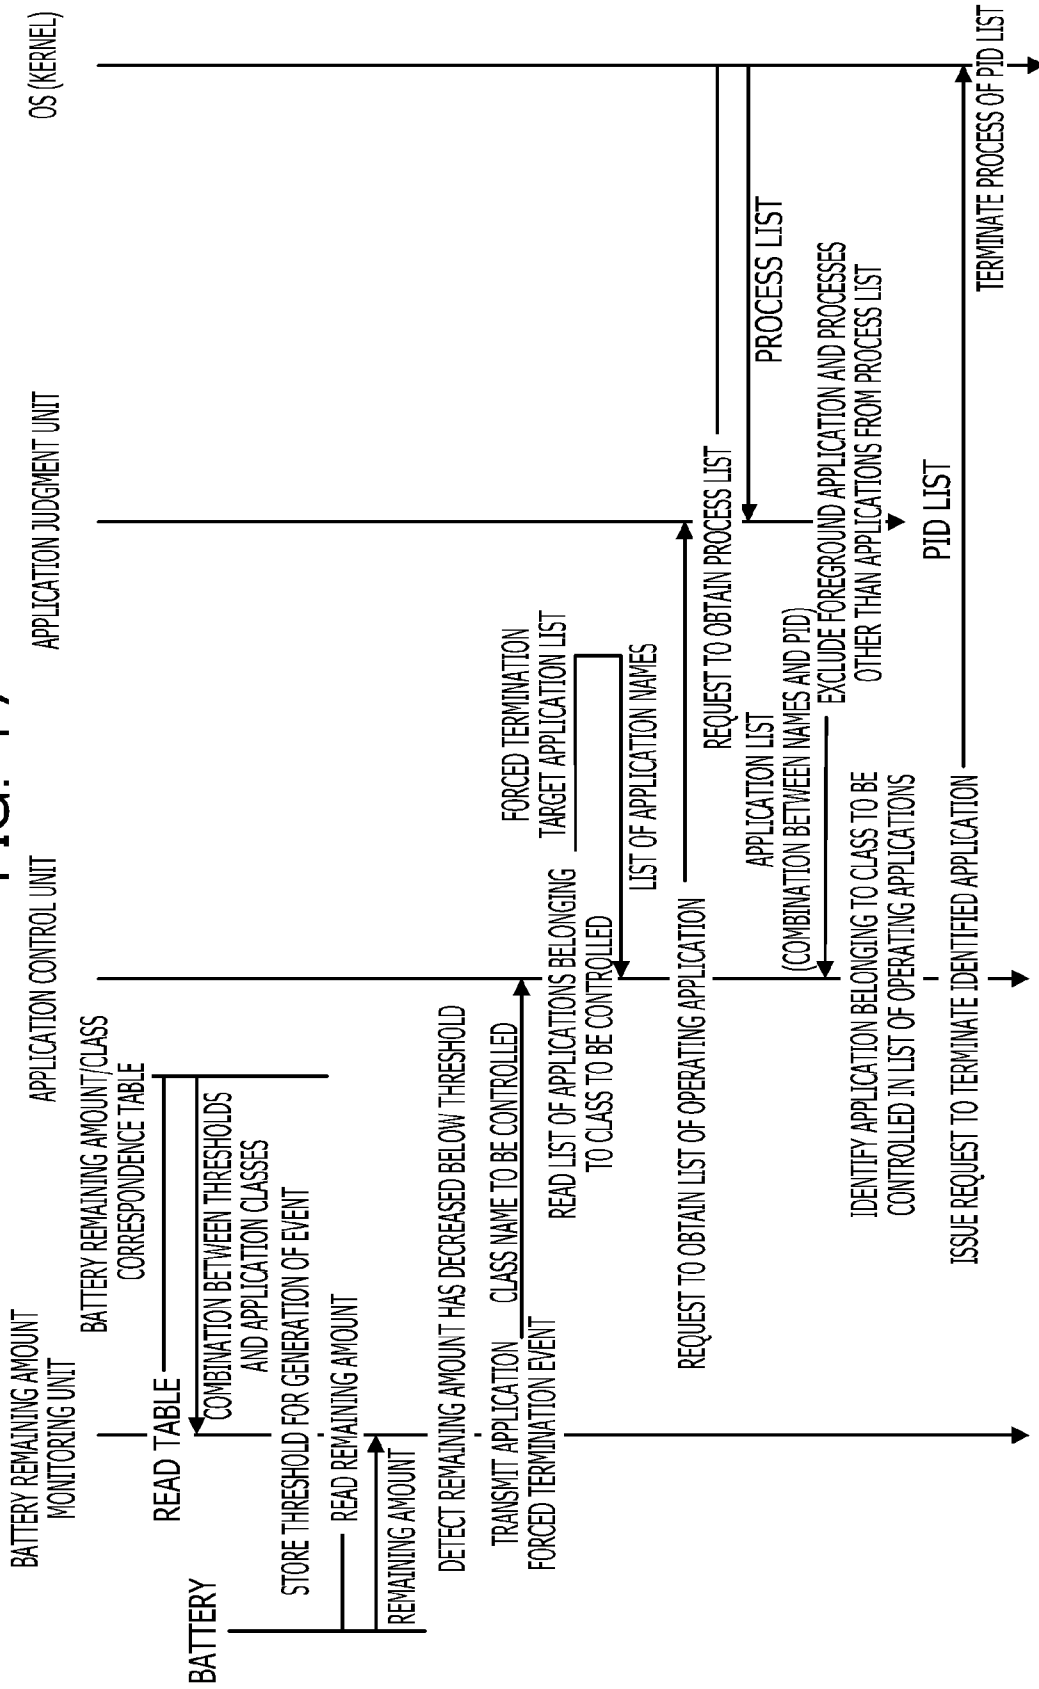 BATTERY REMAINING AMOUNT
MONITORING UNIT
APPLICATION CONTROL UNIT
APPLICATION JUDGMENT UNIT
OS (KERNEL)
BATTERY REMAINING AMOUNT/CLASS
CORRESPONDENCE TABLE
READ TABLE
BATTERY
COMBINATION BETWEEN THRESHOLDS
AND APPLICATION CLASSES
STORE THRESHOLD FOR GENERATION OF EVENT
READ REMAINING AMOUNT
REMAINING AMOUNT
DETECT REMAINING AMOUNT HAS DECREASED BELOW THRESHOLD
TRANSMIT APPLICATION
FORCED TERMINATION EVENT
CLASS NAME TO BE CONTROLLED
FORCED TERMINATION
TARGET APPLICATION LIST
READ LIST OF APPLICATIONS BELONGING
TO CLASS TO BE CONTROLLED
LIST OF APPLICATION NAMES
REQUEST TO OBTAIN LIST OF OPERATING APPLICATION
REQUEST TO OBTAIN PROCESS LIST
PROCESS LIST
APPLICATION LIST
(COMBINATION BETWEEN NAMES AND PID)
EXCLUDE FOREGROUND APPLICATION AND PROCESSES
OTHER THAN APPLICATIONS FROM PROCESS LIST
IDENTIFY APPLICATION BELONGING TO CLASS TO BE
CONTROLLED IN LIST OF OPERATING APPLICATIONS
PID LIST
ISSUE REQUEST TO TERMINATE IDENTIFIED APPLICATION
TERMINATE PROCESS OF PID LIST